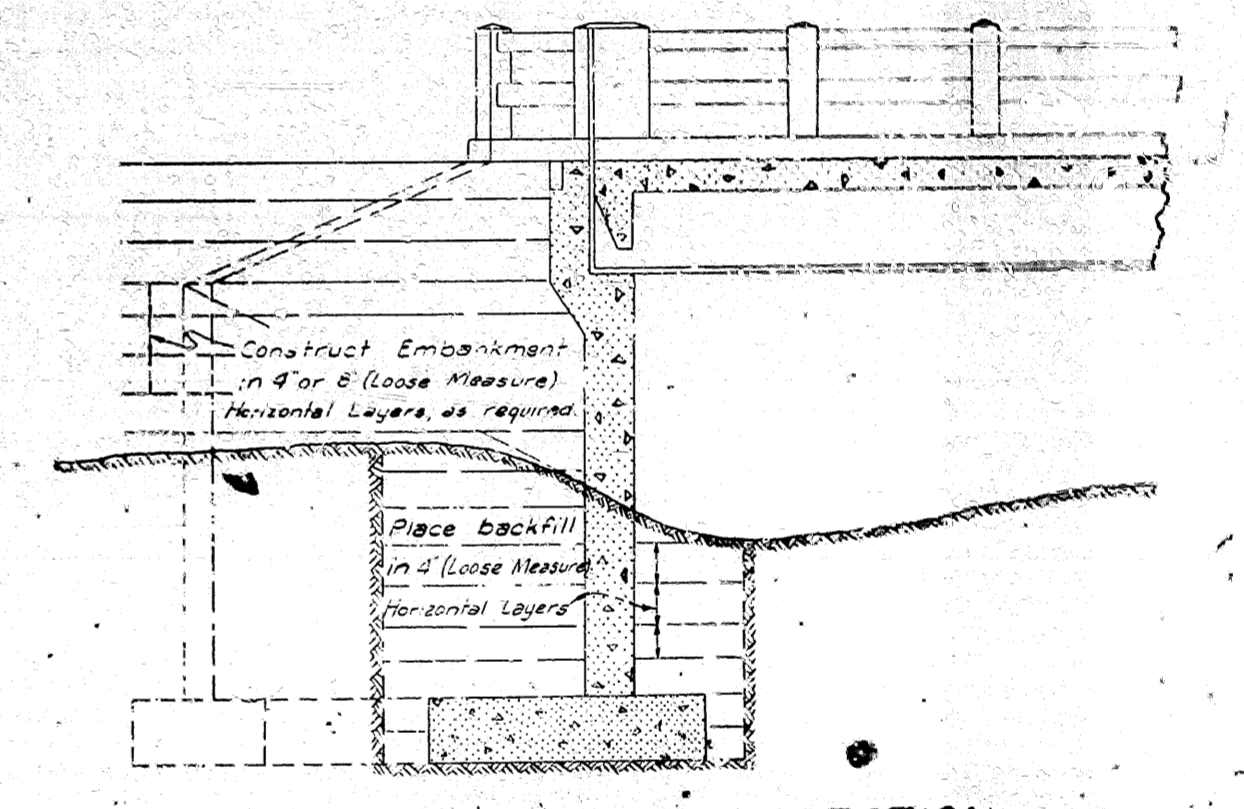 Construct Embankment
in 4" or 8" (Loose Measure)
Horizontal Layers, as required.
Place backfill
in 4" (Loose Measure)
Horizontal Layers